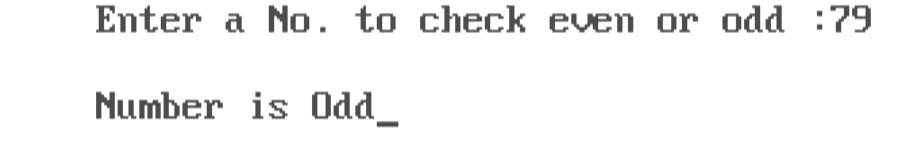 Enter a No. to check even or odd :79
Number is Odd_